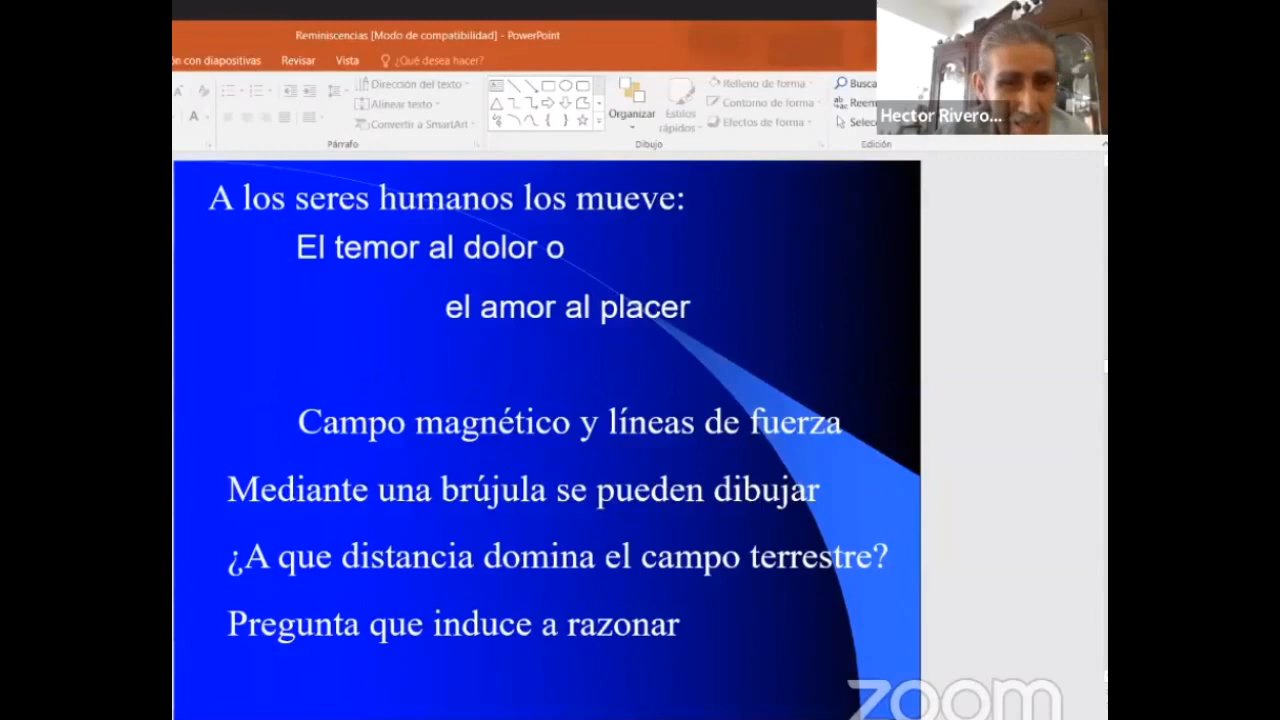 Reminiscencias [Modo de compatibilidad] - PowerPoint
ón con diapositivas Revisar Vista ¿Qué desea hacer?
Dirección del texto
Alinear texto
Convertir a SmartArt
Párrafo
Organizar
Estilos
rápidos
Dibujo
Relleno de forma
Contorno de forma
Efectos de forma
Busca
Reem
Selec
Edición
Hector Rivero...
A los seres humanos los mueve:
El temor al dolor o
el amor al placer
Campo magnético y líneas de fuerza
Mediante una brújula se pueden dibujar
¿A que distancia domina el campo terrestre?
Pregunta que induce a razonar
zoom